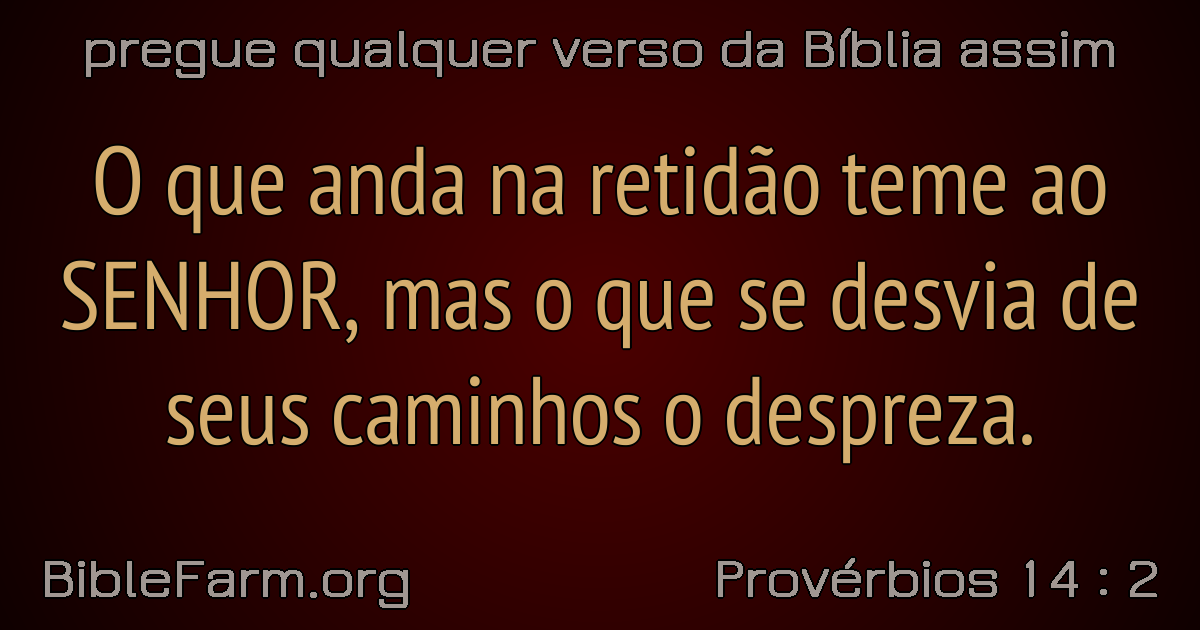 pregue qualquer verso da Bíblia assim
O que anda na retidão teme ao
SENHOR, mas o que se desvia de
seus caminhos o despreza.
BibleFarm.org
Provérbios 14 : 2